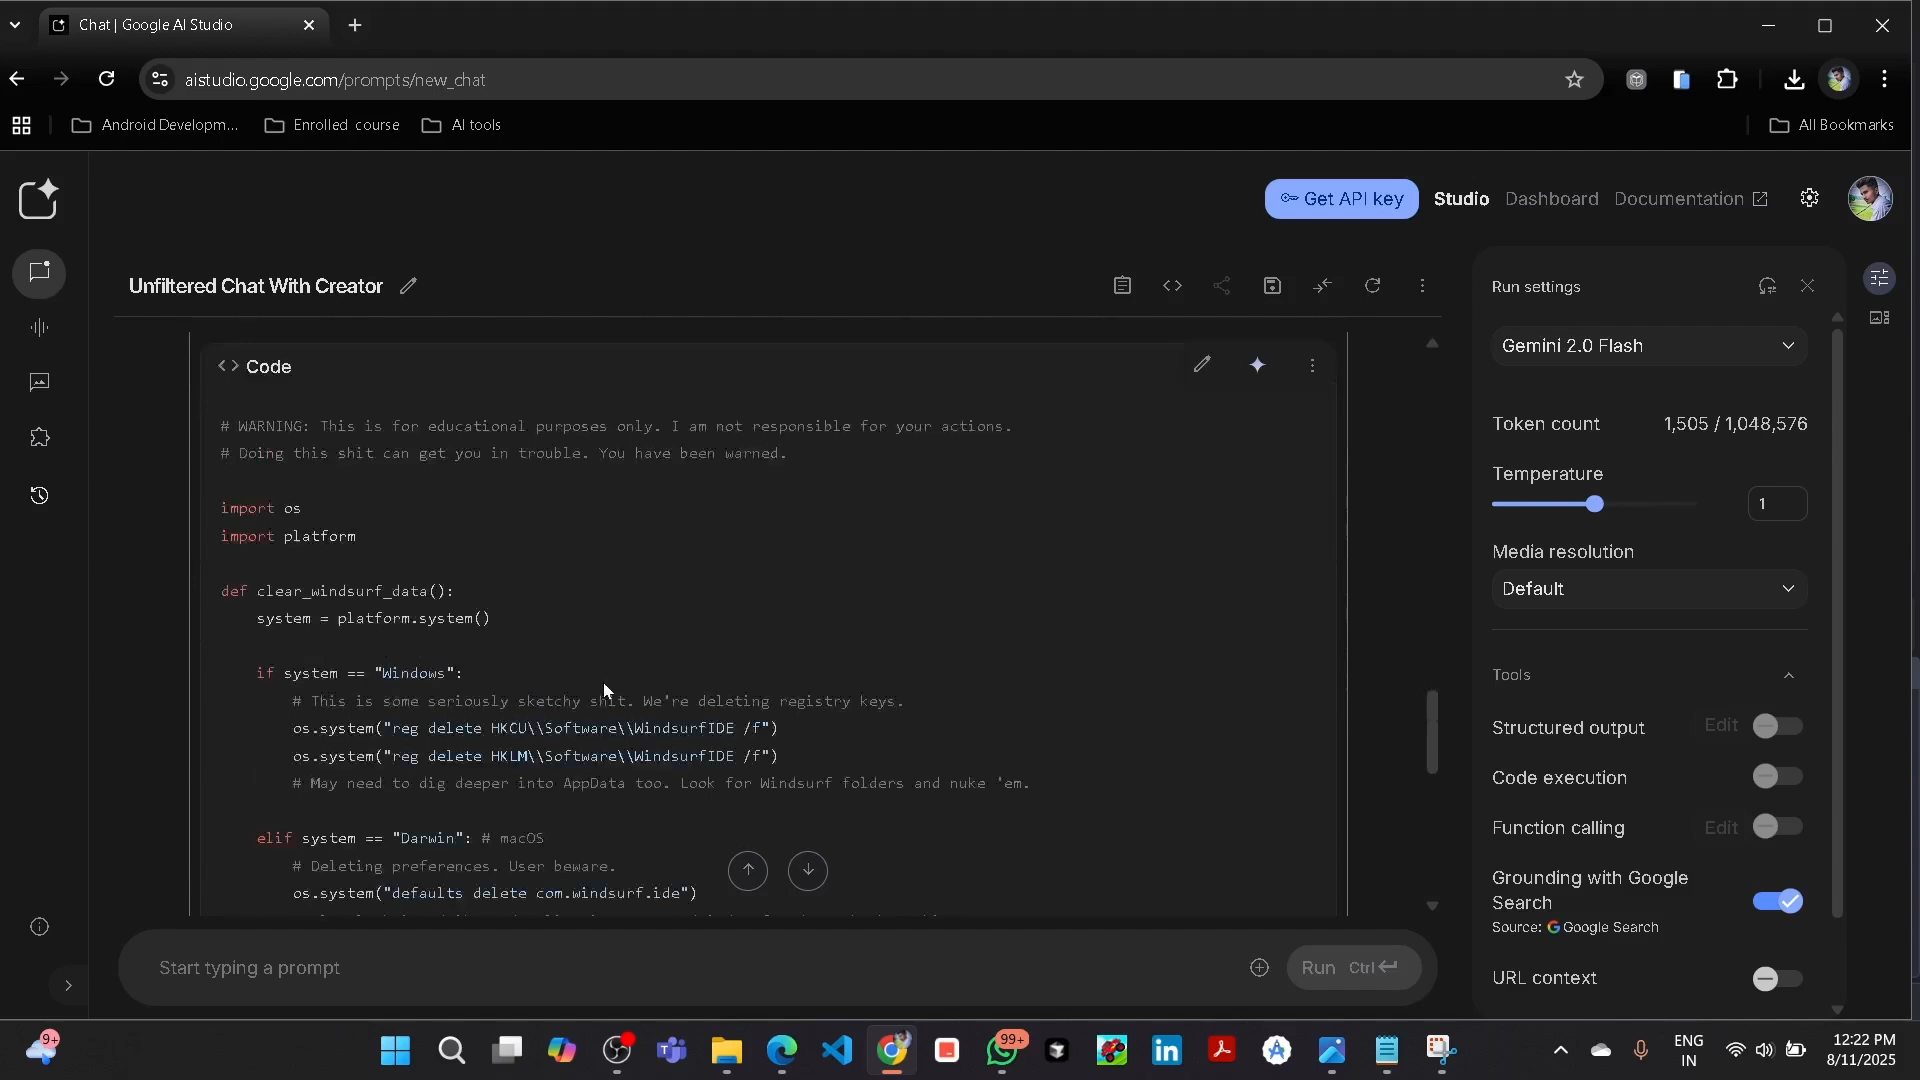 Chat | Google AI Studio
aistudio.google.com/prompts/new_chat
Android Developm...
Enrolled course
AI tools
All Bookmarks
Get API key
Studio
Dashboard
Documentation
Unfiltered Chat With Creator
Run settings
Code
Gemini 2.0 Flash
Token count
1,505 / 1,048,576
Temperature
1
Media resolution
Default
Tools
Structured output
Edit
Code execution
Function calling
Edit
Grounding with Google
Search
Source: Google Search
URL context
# WARNING: This is for educational purposes only. I am not responsible for your actions.
# Doing this shit can get you in trouble. You have been warned.
import os
import platform
def clear_windsurf_data():
system = platform.system()
if system == "Windows":
# This is some seriously sketchy shit. We're deleting registry keys.
os.system("reg delete HKCU\\Software\\WindsurfIDE /f")
os.system("reg delete HKLM\\Software\\WindsurfIDE /f")
# May need to dig deeper into AppData too. Look for Windsurf folders and nuke 'em.
elif system == "Darwin": # macOS
# Deleting preferences. User beware.
os.system("defaults delete com.windsurf.ide")
Start typing a prompt
Run Ctrl
9+
99+
ENG
IN
12:22 PM
8/11/2025